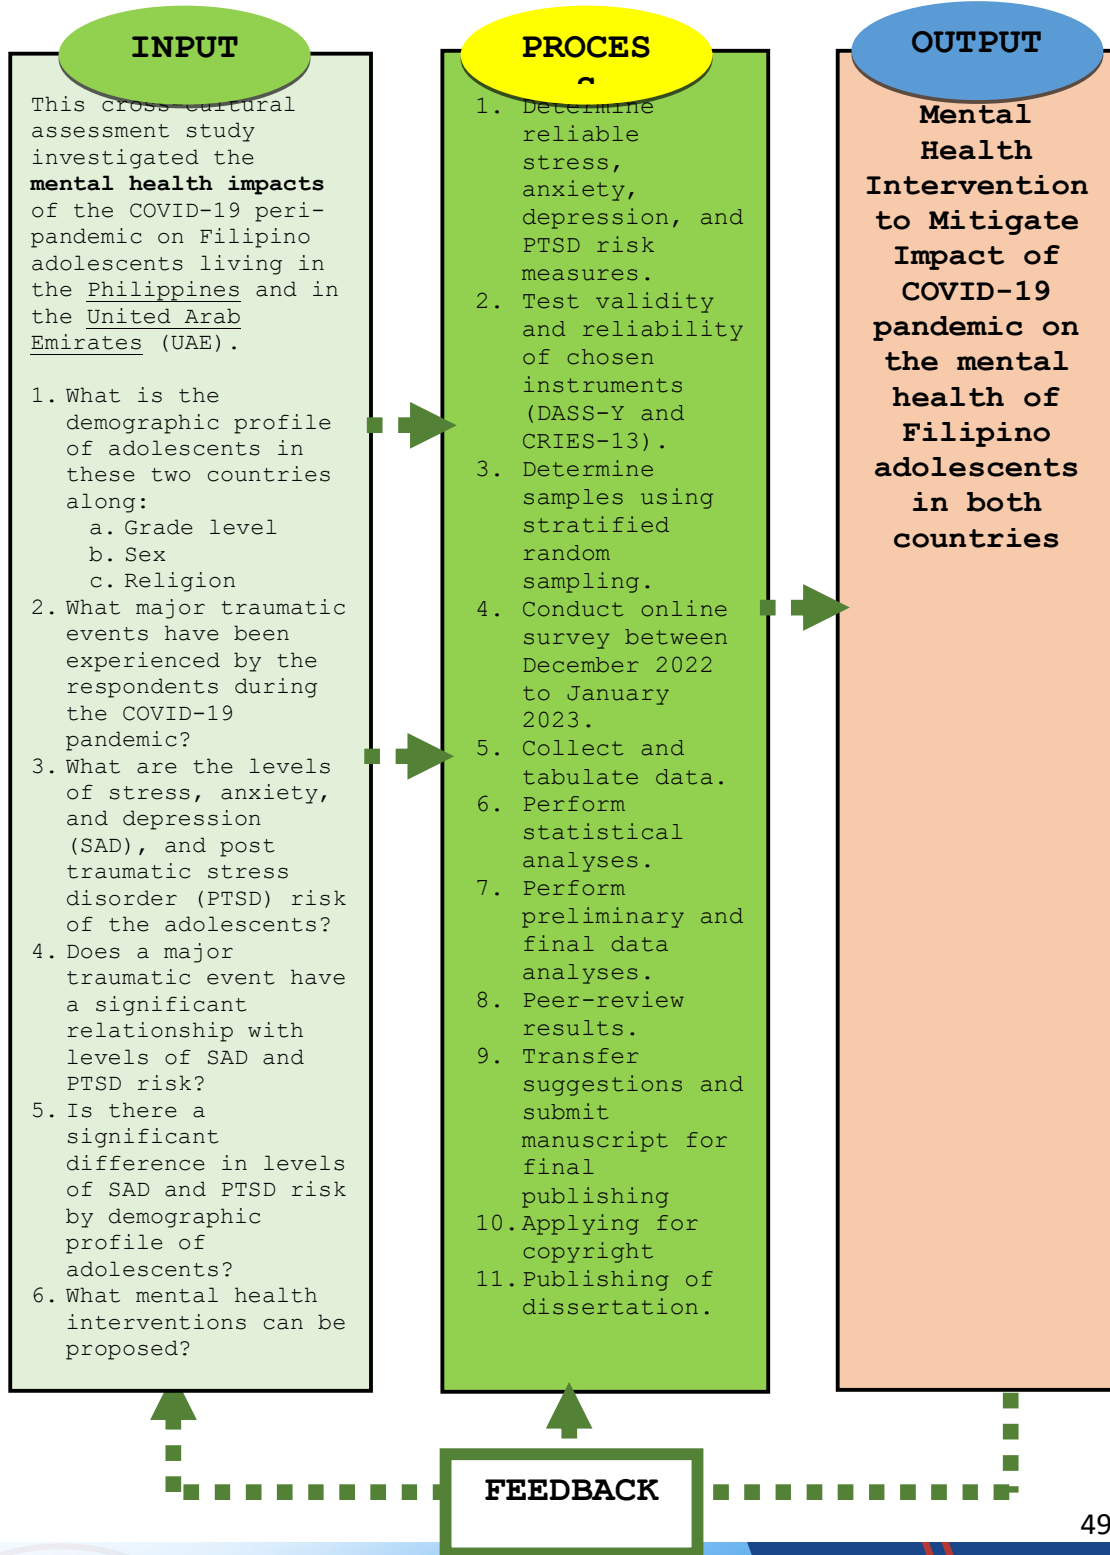 INPUT
This cross-cultural
assessment study
investigated the
mental health impacts
of the COVID-19 peri-
pandemic on Filipino
adolescents living in
the Philippines and in
the United Arab
Emirates (UAE).
1. What is the
demographic profile
of adolescents in
these two countries
along:
a. Grade level
b. Sex
c. Religion
2. What major traumatic
events have been
experienced by the
respondents during
the COVID-19
pandemic?
3. What are the levels
of stress, anxiety,
and depression
(SAD), and post
traumatic stress
disorder (PTSD) risk
of the adolescents?
4. Does a major
traumatic event have
a significant
relationship with
levels of SAD and
PTSD risk?
5. Is there a
significant
difference in levels
of SAD and PTSD risk
by demographic
profile of
adolescents?
6. What mental health
interventions can be
proposed?
PROCES
S
1. Determine
reliable
stress,
anxiety,
depression, and
PTSD risk
measures.
2. Test validity
and reliability
of chosen
instruments
(DASS-Y and
CRIES-13).
3. Determine
samples using
stratified
random
sampling.
4. Conduct online
survey between
December 2022
to January
2023.
5. Collect and
tabulate data.
6. Perform
statistical
analyses.
7. Perform
preliminary and
final data
analyses.
8. Peer-review
results.
9. Transfer
suggestions and
submit
manuscript for
final
publishing
10. Applying for
copyright
11. Publishing of
dissertation.
OUTPUT
Mental
Health
Intervention
to Mitigate
Impact of
COVID-19
pandemic on
the mental
health of
Filipino
adolescents
in both
countries
FEEDBACK
49